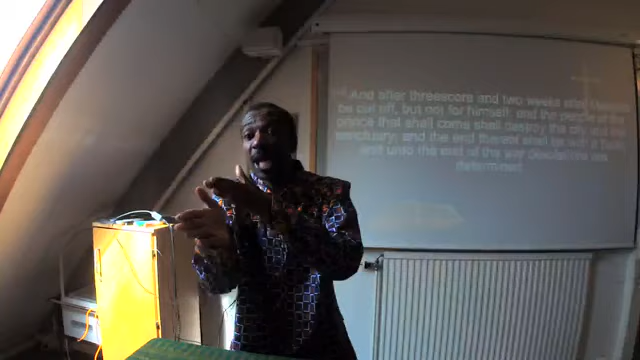 And after threescore and two weeks shall Messiah
be cut off, but not for himself: and the people of the
prince that shall come shall destroy the city and the
sanctuary; and the end thereof shall be with a flood,
and unto the end of the war desolations are
determined.